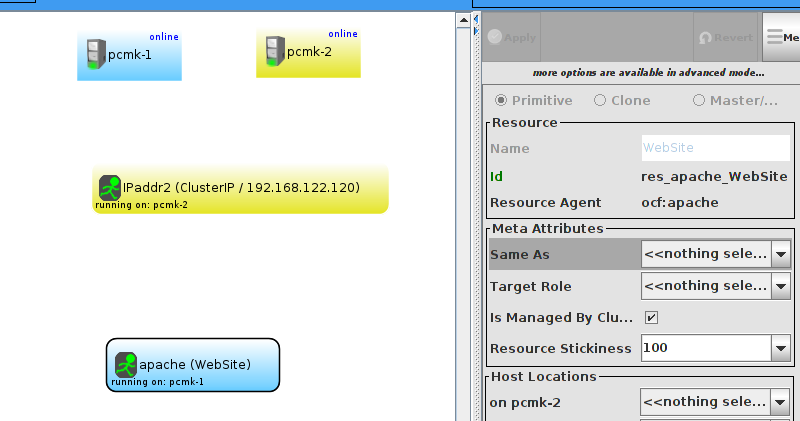 online
pcmk-1
online
pcmk-2
IPaddr2 (ClusterIP / 192.168.122.120)
running on: pcmk-2
apache (WebSite)
running on: pcmk-1
Apply
Revert
Me
more options are available in advanced mode...
Primitive
Clone
Master/...
Resource
Name WebSite
Id res_apache_WebSite
Resource Agent ocf:apache
Meta Attributes
Same As <<nothing sele...
Target Role <<nothing sele...
Is Managed By Clu...
Resource Stickiness 100
Host Locations
on pcmk-2 <<nothing sele...